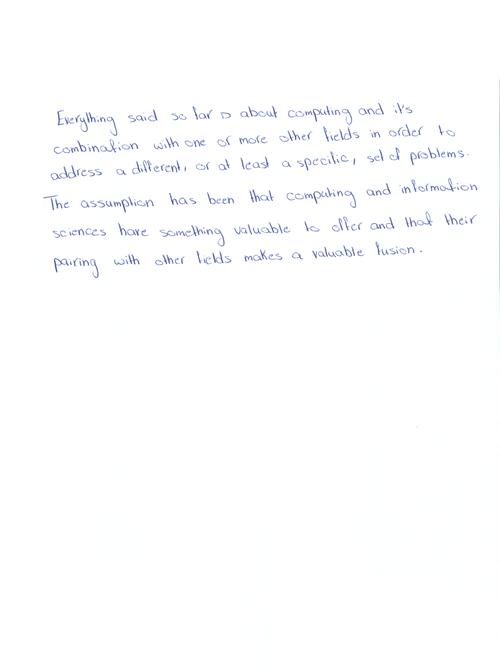 Everything said so far is about computing and it's
combination with one or more other fields in order to
address a different, or at least a specific, set of problems.
The assumption has been that computing and information
sciences have something valuable to offer and that their
pairing with other fields makes a valuable fusion.